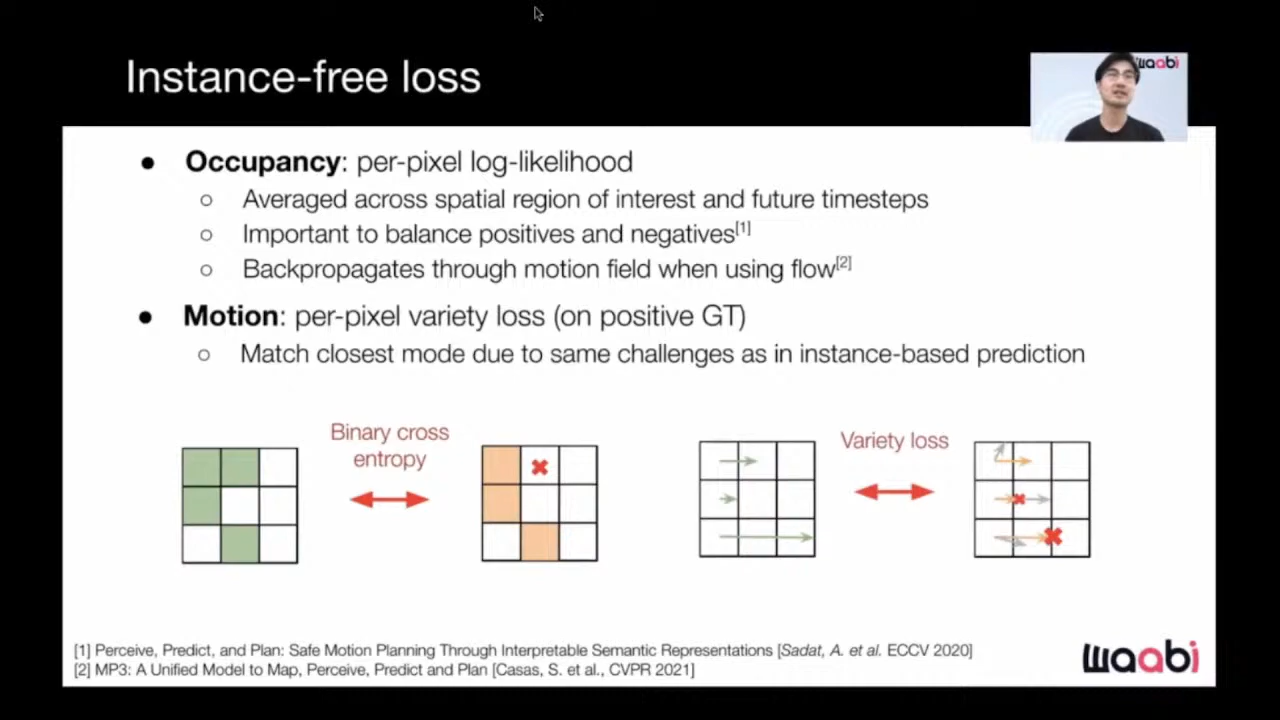 Instance-free loss
waabi
● Occupancy: per-pixel log-likelihood
○ Averaged across spatial region of interest and future timesteps
○ Important to balance positives and negatives[1]
○ Backpropagates through motion field when using flow[2]
● Motion: per-pixel variety loss (on positive GT)
○ Match closest mode due to same challenges as in instance-based prediction
Binary cross
entropy
Variety loss
[1] Perceive, Predict, and Plan: Safe Motion Planning Through Interpretable Semantic Representations [Sadat, A. et al. ECCV 2020]
[2] MP3: A Unified Model to Map, Perceive, Predict and Plan [Casas, S. et al., CVPR 2021]
waabi